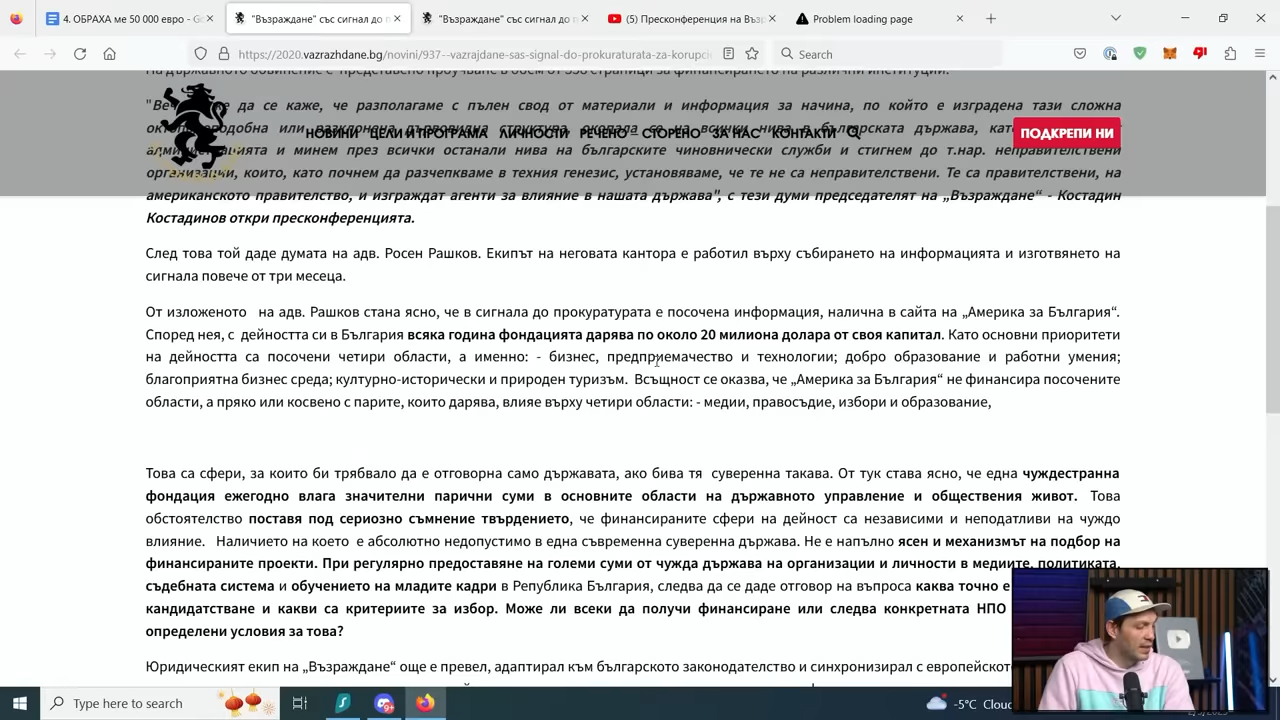 4. ОБРАХА ме 50 000 евро - Go
"Възраждане" със сигнал до п
"Възраждане" със сигнал до п
(5) Пресконференция на Възр
Problem loading page
https://2020.vazrazhdane.bg/novini/937--vazrajdane-sas-signal-do-prokuraturata-za-korupci
Search
На държавното обвинение е представено проучване в обем от 338 страници за финансирането на различни институции.
НОВИНИ ЦЕЛИ И ПРОГРАМА ЛИЧНОСТИ РЕЧЕНО – СТОРЕНО ЗА НАС КОНТАКТИ
ПОДКРЕПИ НИ
да се каже, че разполагаме с пълен свод от материали и информация за начина, по който е изградена тази сложна
и минем през всички останали нива на българските чиновнически служби и стигнем до т.нар. неправителствени
организации, които, като почнем да разчепкваме в техния генезис, установяваме, че те не са неправителствени. Те са правителствени, на
американското правителство, и изграждат агенти за влияние в нашата държава", с тези думи председателят на „Възраждане“ - Костадин
Костадинов откри пресконференцията.
След това той даде думата на адв. Росен Рашков. Екипът на неговата кантора е работил върху събирането на информацията и изготвянето на
сигнала повече от три месеца.
От изложеното на адв. Рашков стана ясно, че в сигнала до прокуратурата е посочена информация, налична в сайта на „Америка за България“.
Според нея, с дейността си в България всяка година фондацията дарява по около 20 милиона долара от своя капитал. Като основни приоритети
на дейността са посочени четири области, а именно: - бизнес, предприемачество и технологии; добро образование и работни умения;
благоприятна бизнес среда; културно-исторически и природен туризъм. Всъщност се оказва, че „Америка за България“ не финансира посочените
области, а пряко или косвено с парите, които дарява, влияе върху четири области: - медии, правосъдие, избори и образование,
Това са сфери, за които би трябвало да е отговорна само държавата, ако бива тя суверенна такава. От тук става ясно, че една чуждестранна
фондация ежегодно влага значителни парични суми в основните области на държавното управление и обществения живот. Това
обстоятелство поставя под сериозно съмнение твърдението, че финансираните сфери на дейност са независими и неподатливи на чуждо
влияние. Наличието на което е абсолютно недопустимо в една съвременна суверенна държава. Не е напълно ясен и механизмът на подбор на
финансираните проекти. При регулярно предоставяне на големи суми от чужда държава на организации и личности в медиите, политиката,
съдебната система и обучението на младите кадри в Република България, следва да се даде отговор на въпроса каква точно е
кандидатстване и какви са критериите за избор. Може ли всеки да получи финансиране или следва конкретната НПО
определени условия за това?
Юридическият екип на „Възраждане“ още е превел, адаптирал към българското законодателство и синхронизирал с европейското
Type here to search
-5°C Cloud